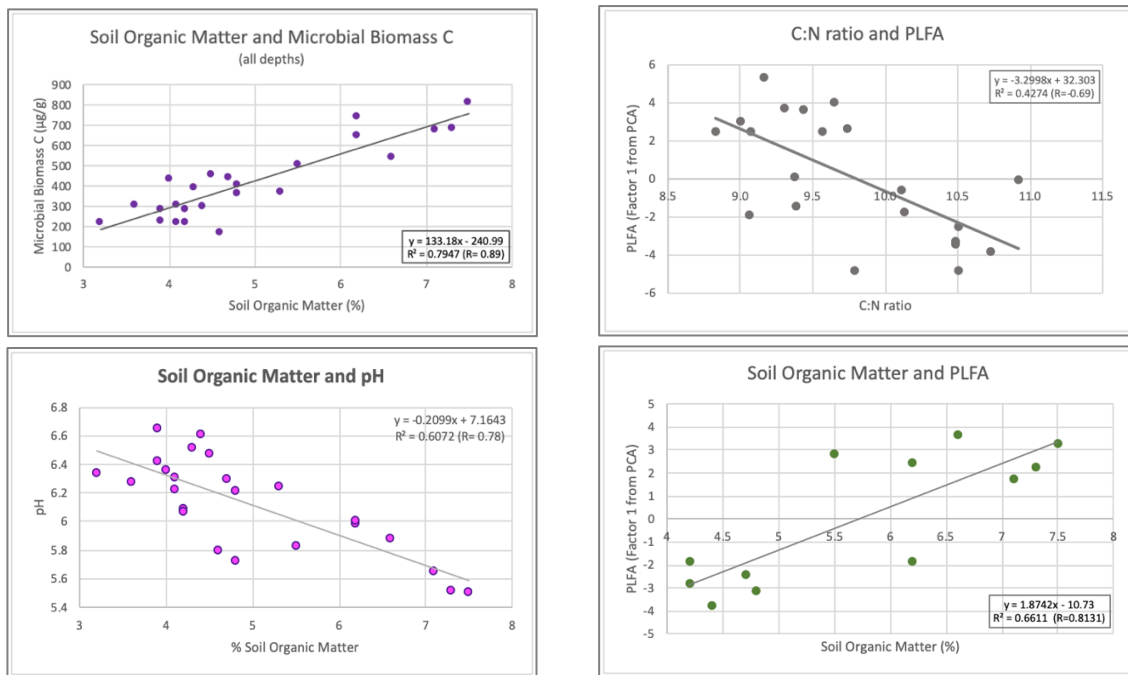 Soil Organic Matter and Microbial Biomass C
(all depths)
Microbial Biomass C (µg/g)
900
800
700
600
500
400
300
200
100
0
y = 133.18x - 240.99
R² = 0.7947 (R= 0.89)
3 4 5 6 7 8
Soil Organic Matter (%)
C:N ratio and PLFA
PLFA (Factor 1 from PCA)
6
y = -3.2998x + 32.303
R² = 0.4274 (R=-0.69)
4
2
0
8.5 9.0 9.5 10.0 10.5 11.0 11.5
-2
-4
-6
C:N ratio
Soil Organic Matter and pH
pH
6.8
y = -0.2099x + 7.1643
R² = 0.6072 (R= 0.78)
6.6
6.4
6.2
6
5.8
5.6
5.4
3 4 5 6 7 8
% Soil Organic Matter
Soil Organic Matter and PLFA
PLFA (Factor 1 from PCA)
5
4
3
2
1
0
4 4.5 5 5.5 6 6.5 7 7.5 8
-1
-2
-3
-4
-5
y = 1.8742x - 10.73
R² = 0.6611 (R=0.8131)
Soil Organic Matter (%)